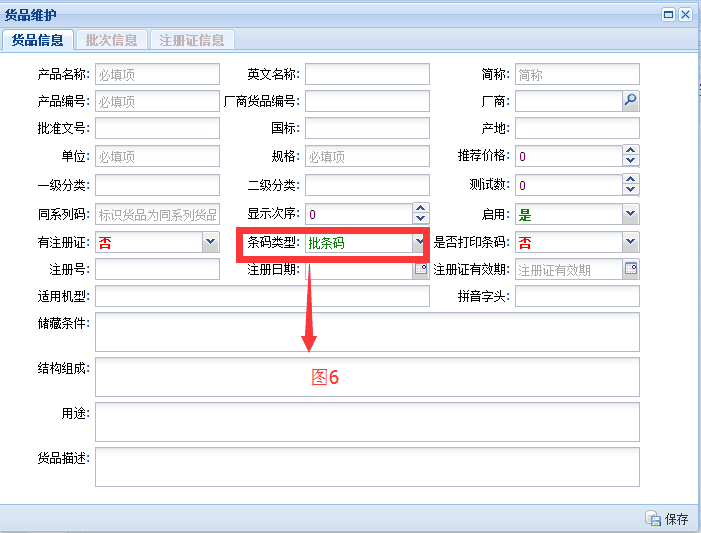 货品维护
货品信息 批次信息 注册证信息
产品名称: 必填项 英文名称: 简称: 简称
产品编号: 必填项 厂商货品编号: 厂商:
批准文号: 国标: 产地:
单位: 必填项 规格: 必填项 推荐价格: 0
一级分类: 二级分类: 测试数: 0
同系列码: 标识货品为同系列货品 显示次序: 0 启用: 是
有注册证: 否 条码类型: 批条码 是否打印条码: 否
注册号: 注册日期: 注册证有效期: 注册证有效期
适用机型: 拼音字头:
储藏条件:
结构组成:
图6
用途:
货品描述:
保存